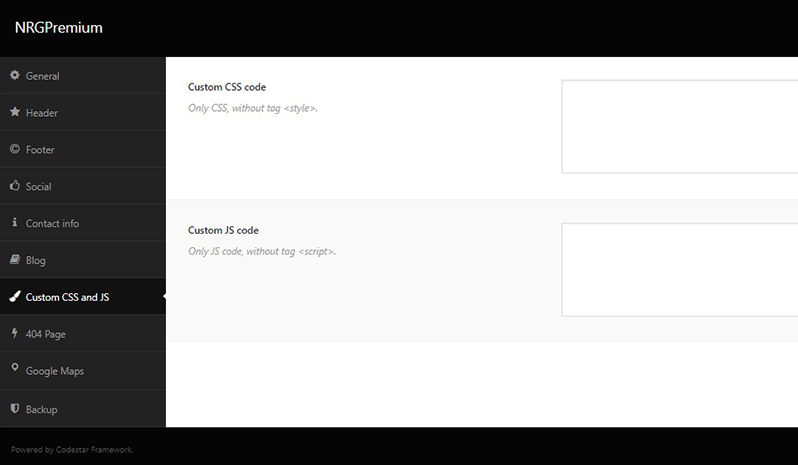 NRGPremium
General
Header
Footer
Social
Contact info
Blog
Custom CSS and JS
404 Page
Google Maps
Backup
Custom CSS code
Only CSS, without tag <style>.
Custom JS code
Only JS code, without tag <script>.
Powered by Codestar Framework.